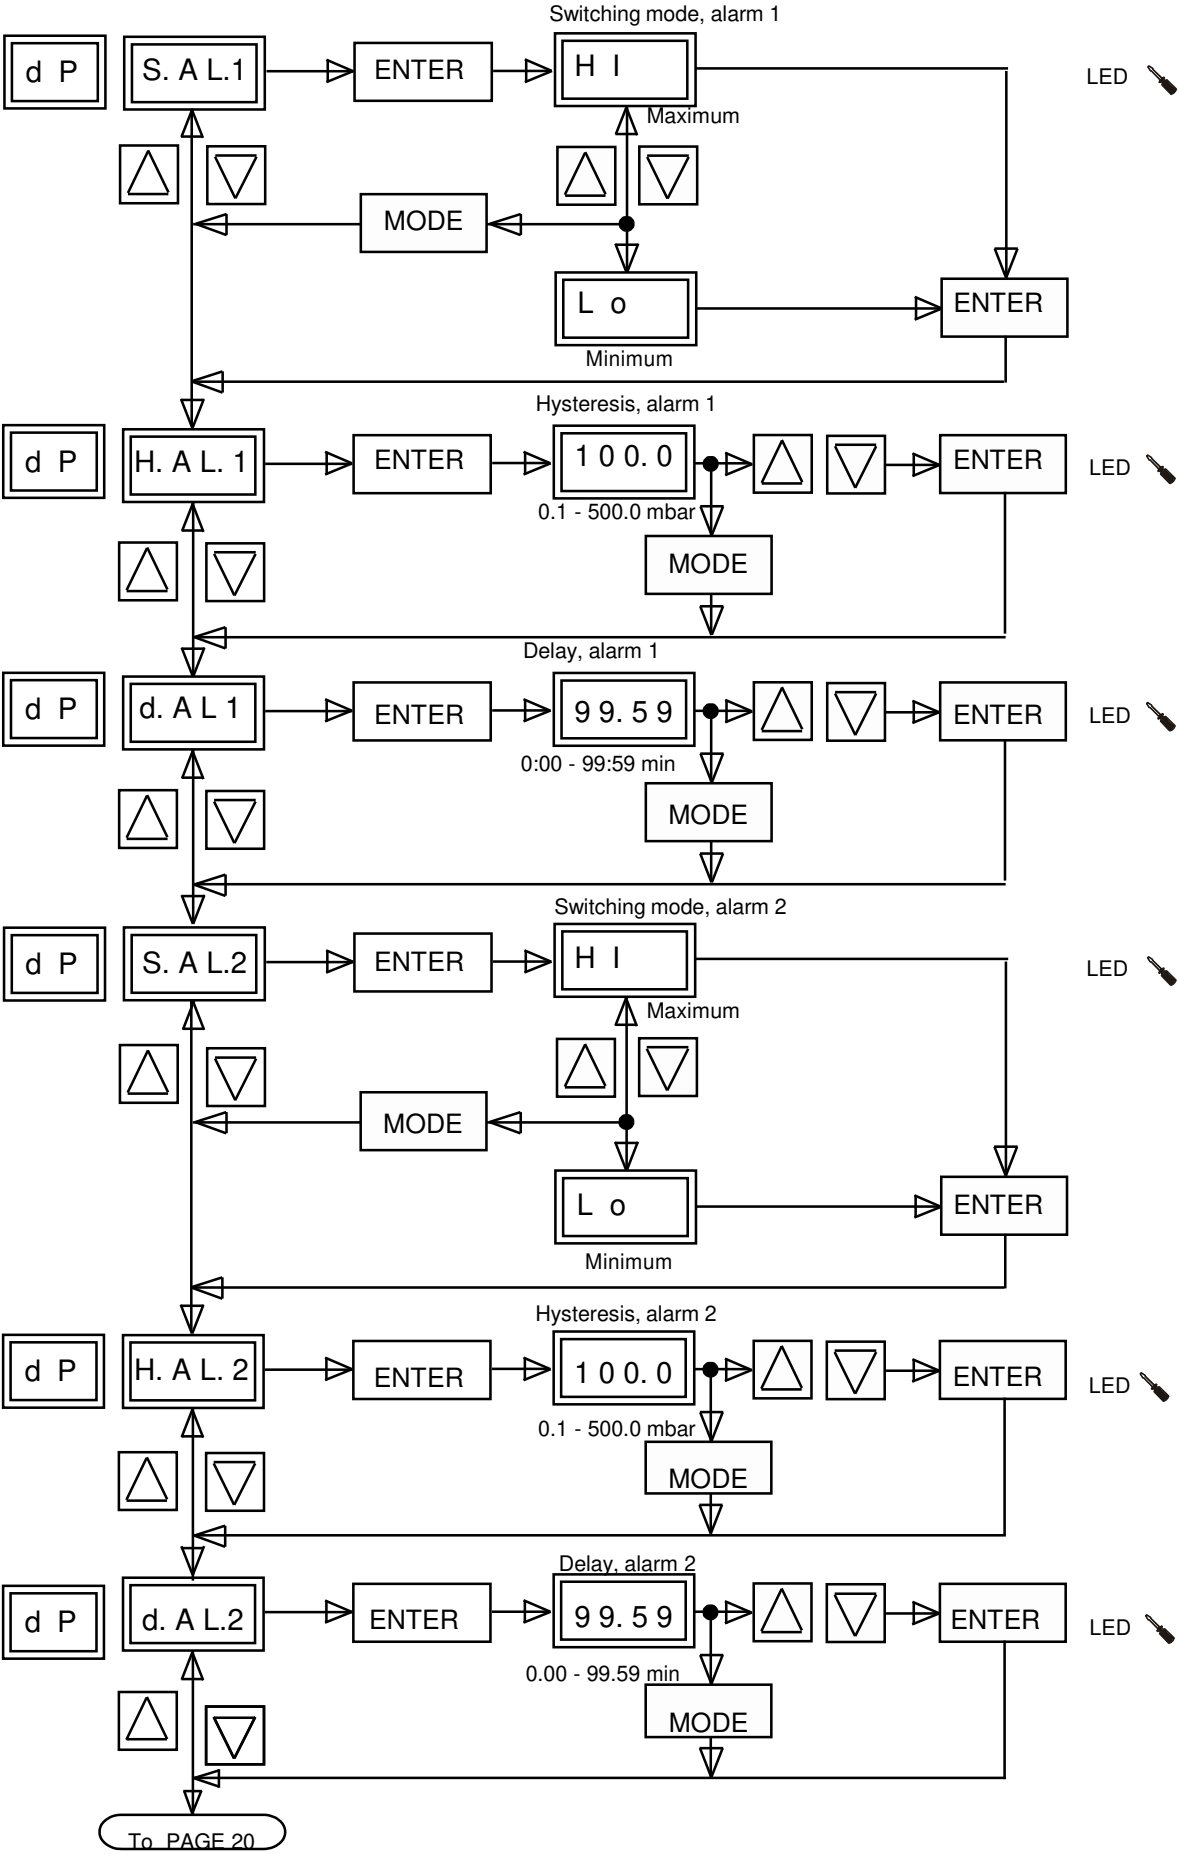 Switching mode, alarm 1
d P S. A L.1 ENTER H I LED
Maximum
MODE
L o ENTER
Minimum
Hysteresis, alarm 1
d P H. A L. 1 ENTER 1 0 0. 0 ENTER LED
0.1 - 500.0 mbar
MODE
Delay, alarm 1
d P d. A L 1 ENTER 9 9. 5 9 ENTER LED
0:00 - 99:59 min
MODE
Switching mode, alarm 2
d P S. A L.2 ENTER H I LED
Maximum
MODE
L o ENTER
Minimum
Hysteresis, alarm 2
d P H. A L. 2 ENTER 1 0 0. 0 ENTER LED
0.1 - 500.0 mbar
MODE
Delay, alarm 2
d P d. A L.2 ENTER 9 9. 5 9 ENTER LED
0.00 - 99.59 min
MODE
To PAGE 20